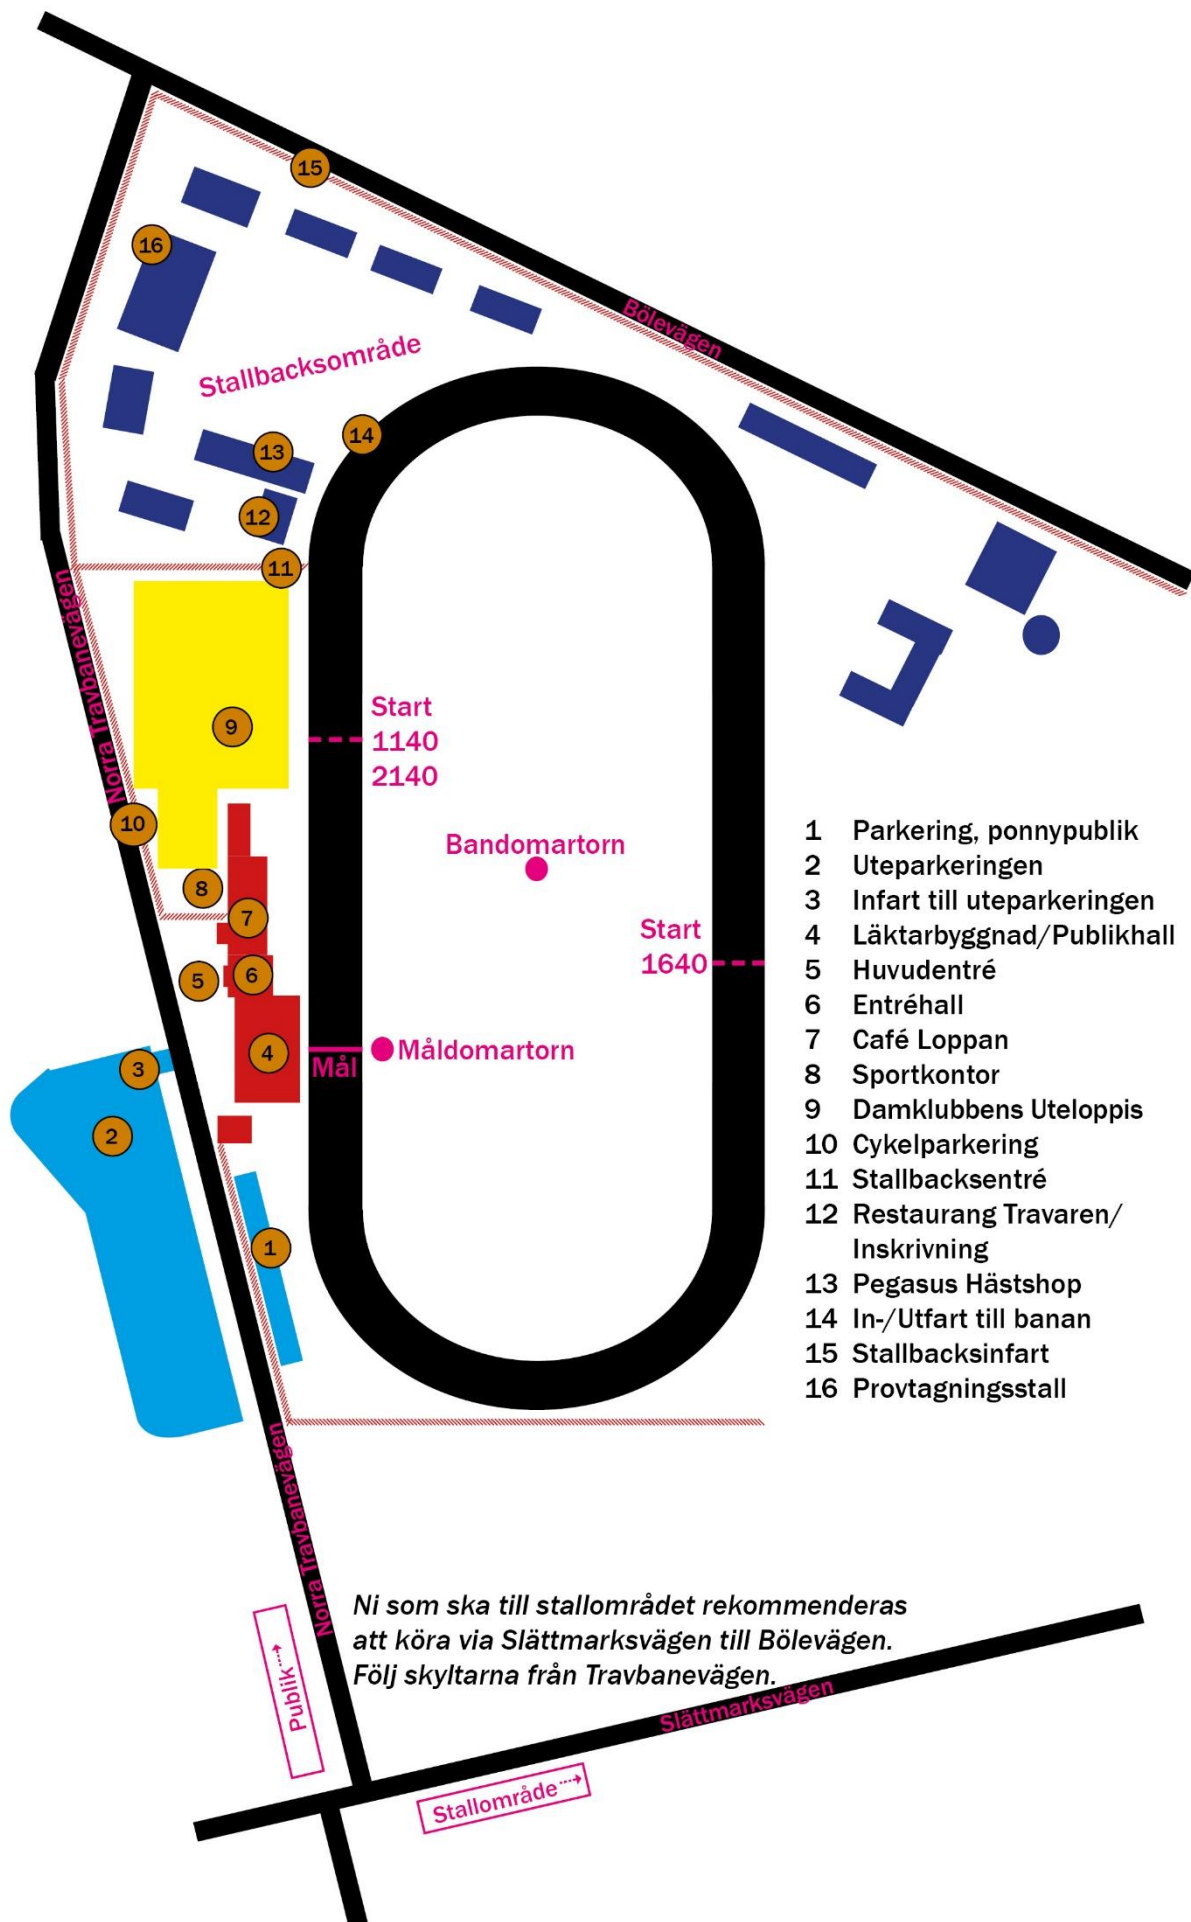 15
16
Bölevägen
Stallbacksområde
14
13
12
11
Norra Travbanevägen
9
Start
1140
2140
10
Bandomartorn
8
7
Start
1640
6
5
4
Mål
Måldomartorn
3
2
1
1 Parkering, ponnypublik
2 Uteparkeringen
3 Infart till uteparkeringen
4 Läktarbyggnad/Publikhall
5 Huvudentré
6 Entréhall
7 Café Loppan
8 Sportkontor
9 Damklubbens Uteloppis
10 Cykelparkering
11 Stallbacksentré
12 Restaurang Travaren/
Inskrivning
13 Pegasus Hästshop
14 In-/Utfart till banan
15 Stallbacksinfart
16 Provtagningsstall
Norra Travbanevägen
Ni som ska till stallområdet rekommenderas
att köra via Slättmarksvägen till Bölevägen.
Följ skyltarna från Travbanevägen.
Publik
Slättmarksvägen
Stallområde